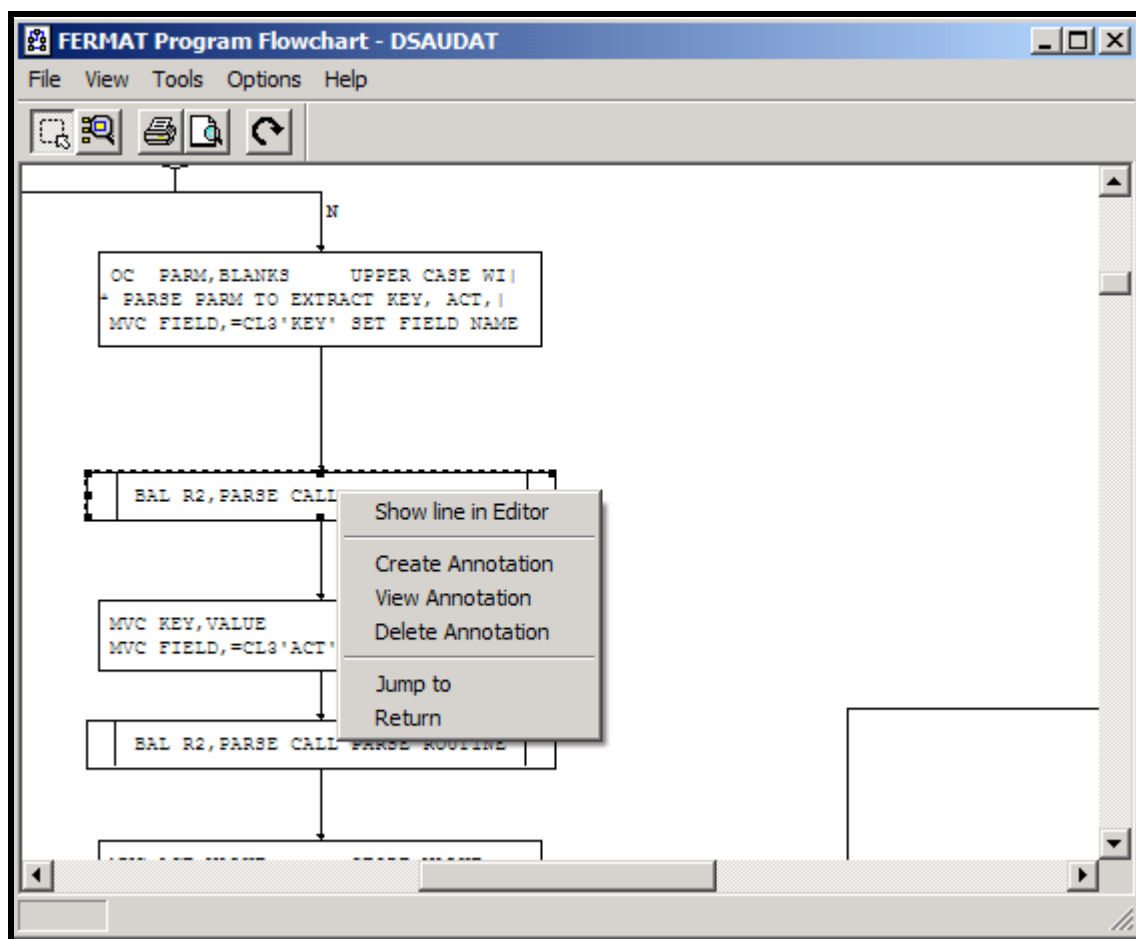 FERMAT Program Flowchart - DSAUDAT
File View Tools Options Help
N
OC PARM,BLANKS UPPER CASE WI|
* PARSE PARM TO EXTRACT KEY, ACT,|
MVC FIELD,=CL3'KEY' SET FIELD NAME
BAL R2,PARSE CALL
Show line in Editor
Create Annotation
View Annotation
Delete Annotation
Jump to
Return
MVC KEY,VALUE
MVC FIELD,=CL3'ACT'
BAL R2,PARSE CALL PARSE ROUTINE